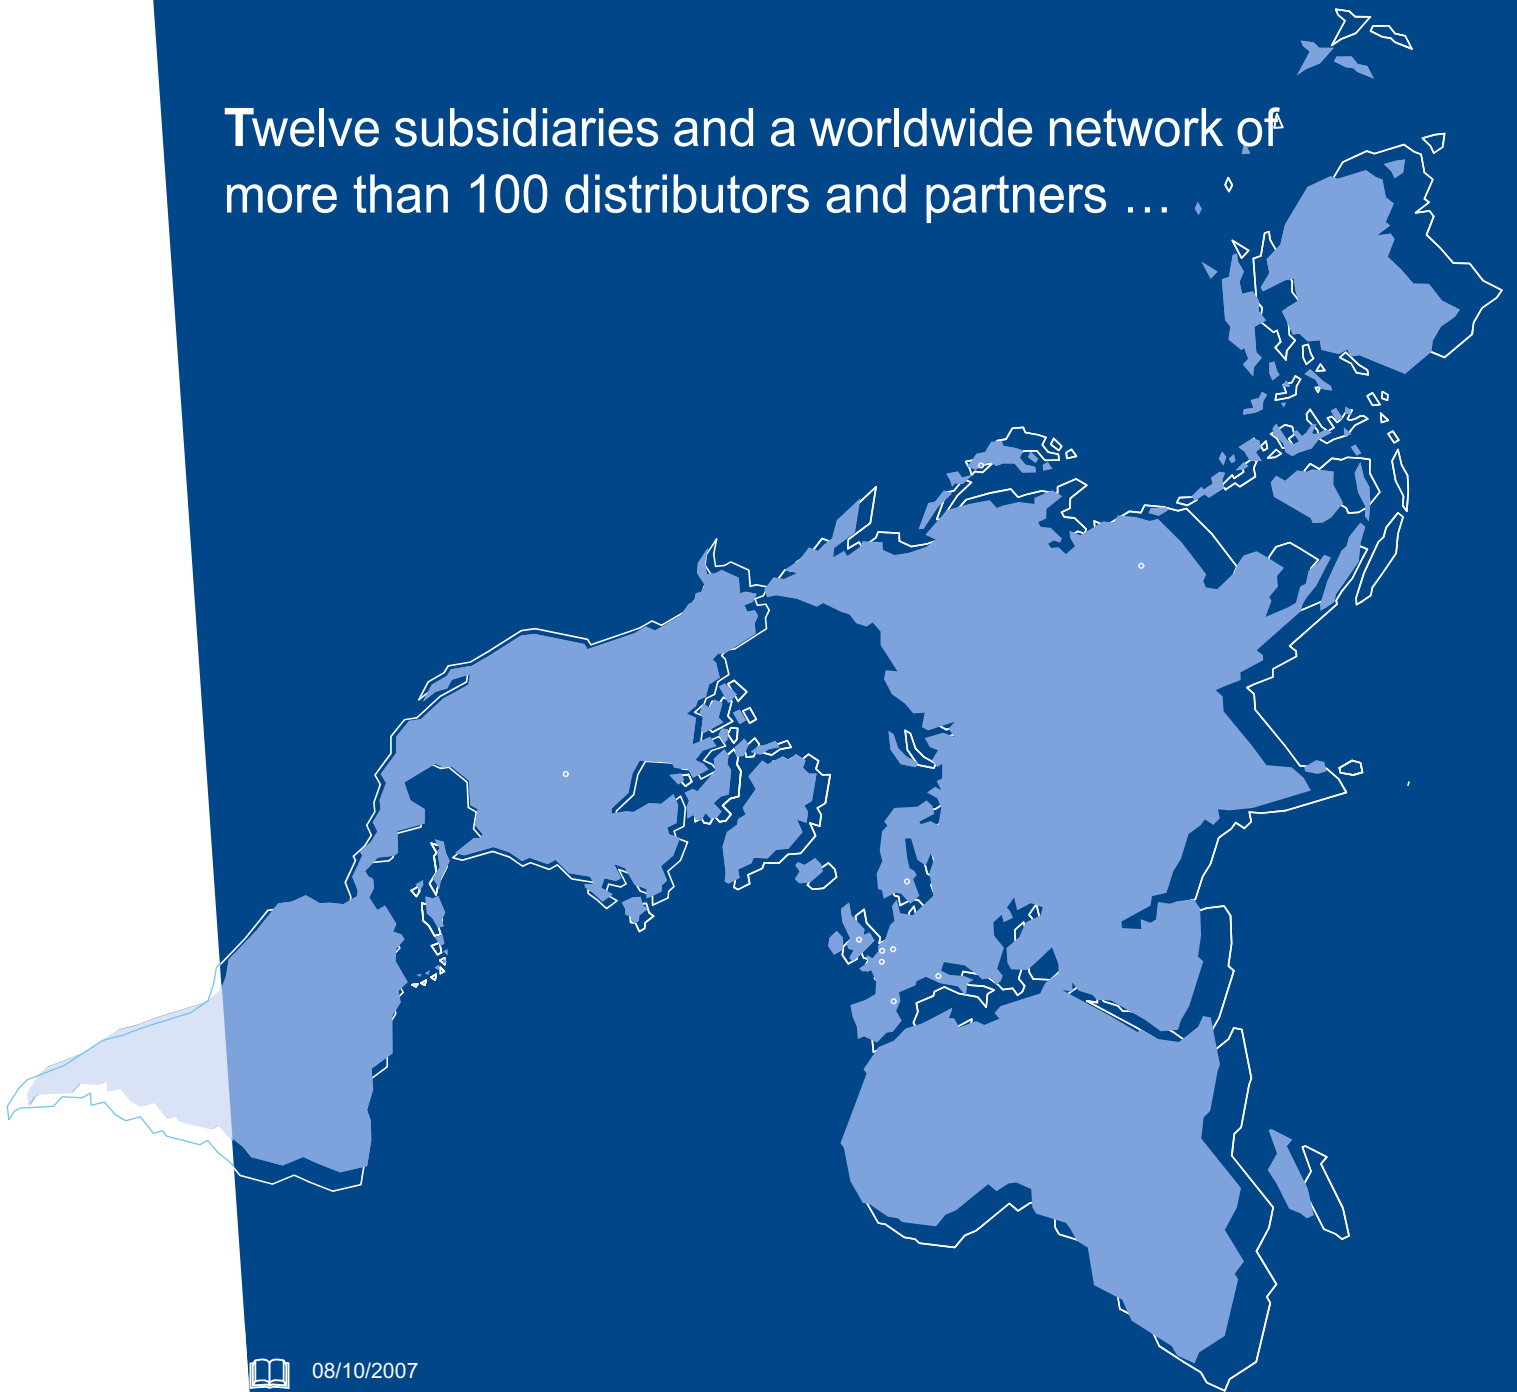 Twelve subsidiaries and a worldwide network of
more than 100 distributors and partners …
08/10/2007